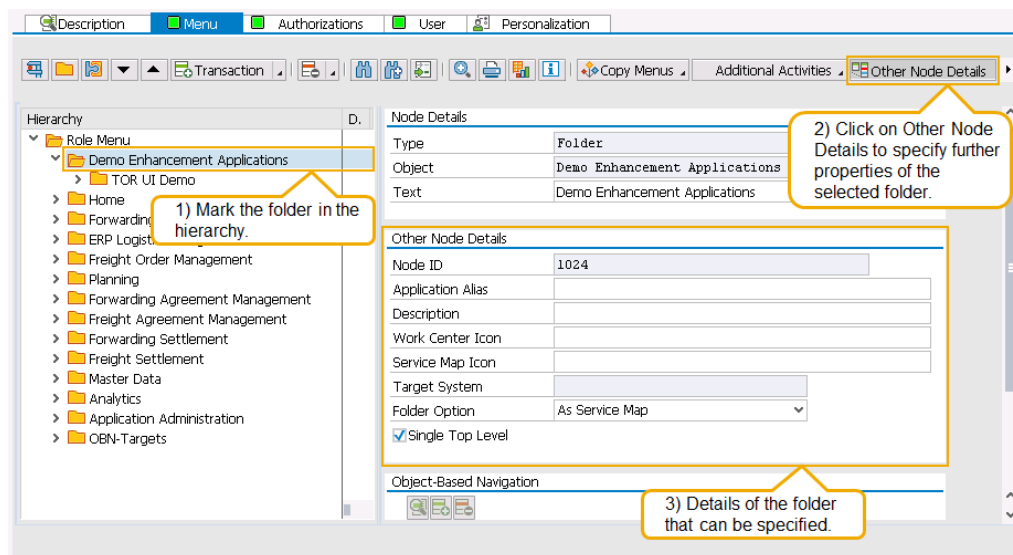 Description Menu Authorizations User Personalization
Transaction Copy Menus Additional Activities Other Node Details
Hierarchy D.
Role Menu
Demo Enhancement Applications
TOR UI Demo
Home
Forwarding
ERP Logist
Freight Order Management
Planning
Forwarding Agreement Management
Freight Agreement Management
Forwarding Settlement
Freight Settlement
Master Data
Analytics
Application Administration
OBN-Targets
1) Mark the folder in the
hierarchy.
Node Details
Type Folder
Object Demo Enhancement Applications
Text Demo Enhancement Applications
2) Click on Other Node
Details to specify further
properties of the
selected folder.
Other Node Details
Node ID 1024
Application Alias
Description
Work Center Icon
Service Map Icon
Target System
Folder Option As Service Map
Single Top Level
Object-Based Navigation
3) Details of the folder
that can be specified.